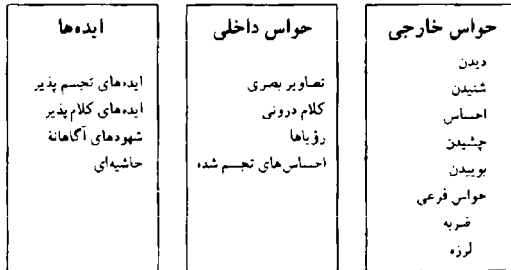 حواس خارجی
دیدن
شنیدن
احساس
چشیدن
بوییدن
حواس فرعی
ضربه
لرزه
حواس داخلی
تصاویر بصری
کلام درونی
رؤیاها
احساس‌های تجسم شده
ایده‌ها
ایده‌های تجسم پذیر
ایده‌های کلام پذیر
شهودهای آگاهانهٔ
حاشیه‌ای